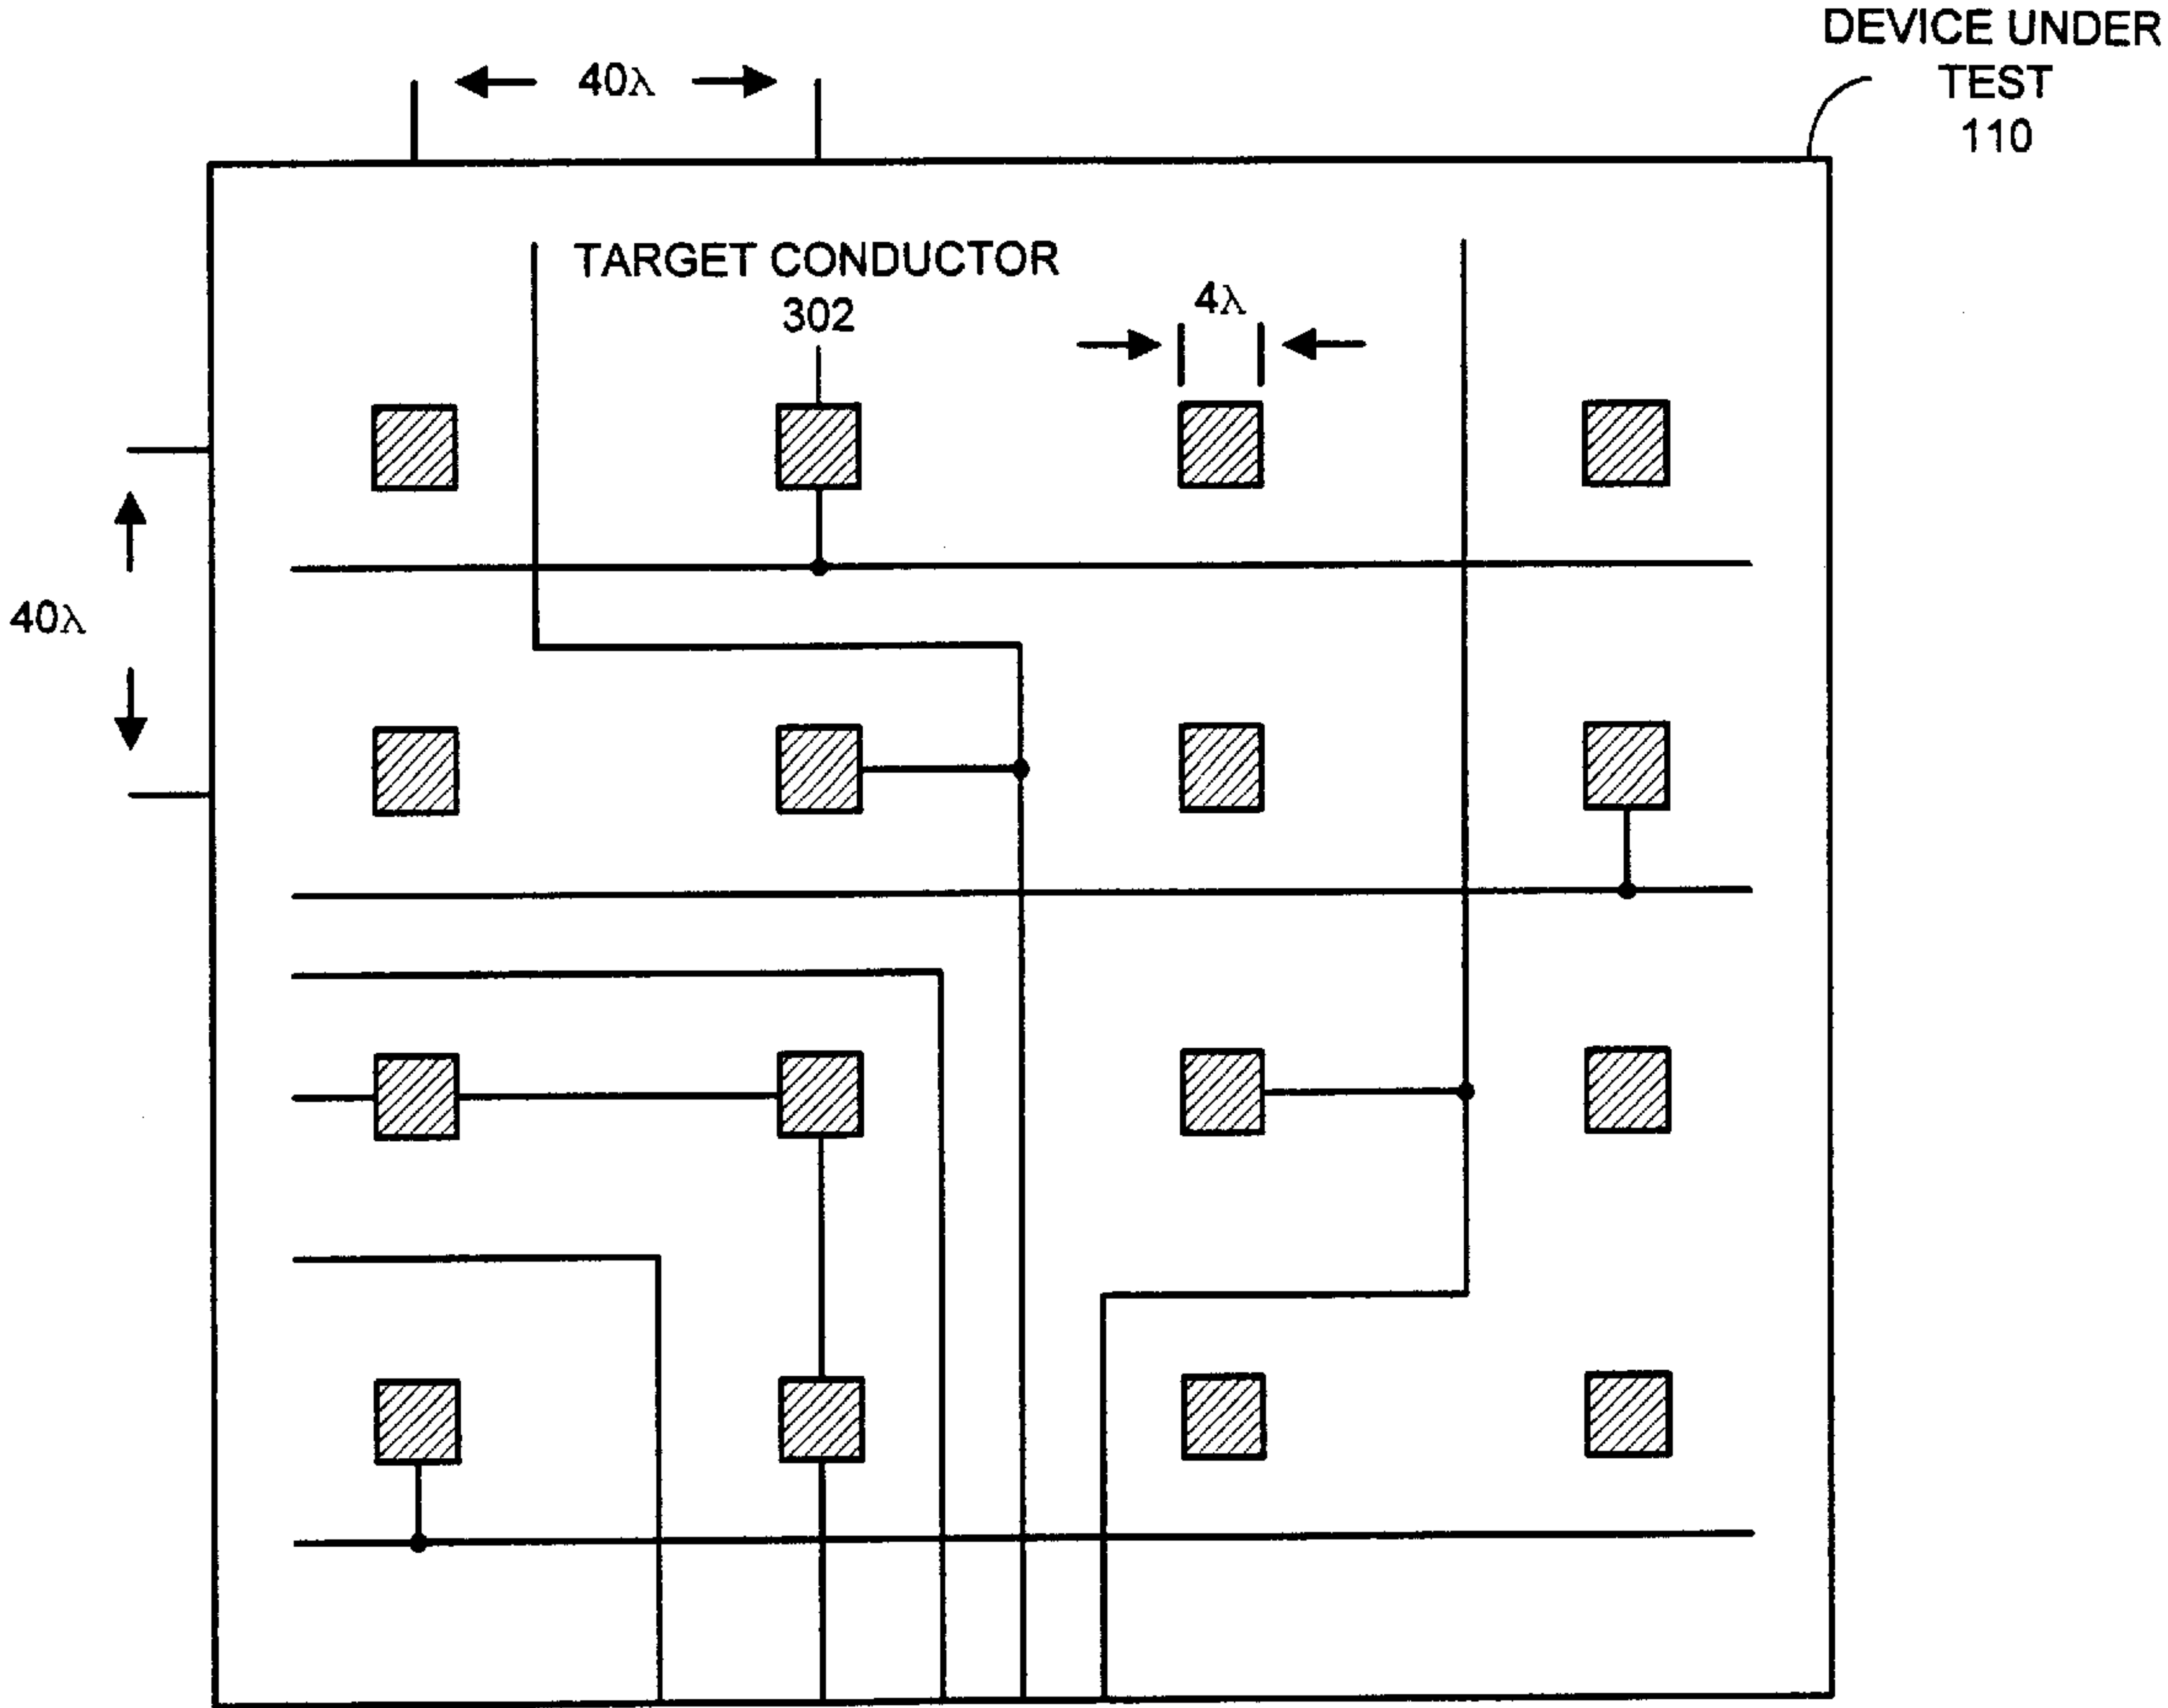 DEVICE UNDER
TEST
110
40λ
TARGET CONDUCTOR
302
4λ
40λ